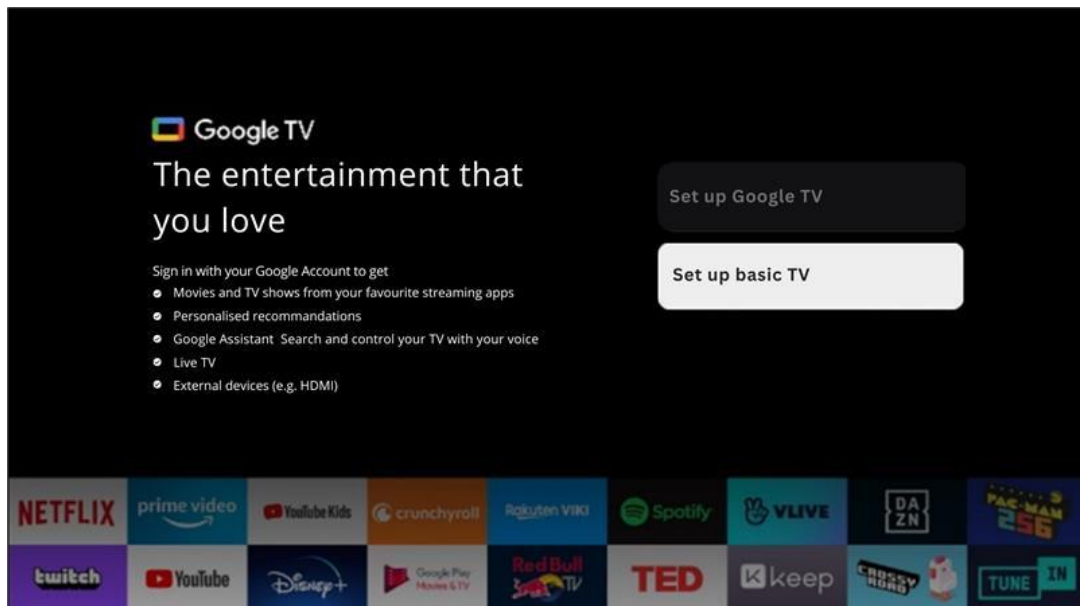 Google TV
The entertainment that
you love
Sign in with your Google Account to get
Movies and TV shows from your favourite streaming apps
Personalised recommandations
Google Assistant Search and control your TV with your voice
Live TV
External devices (e.g. HDMI)
Set up Google TV
Set up basic TV
NETFLIX
prime video
YouTube Kids
crunchyroll
Rakuten VIKI
Spotify
VLIVE
DA
ZN
PAC-MAN
256
twitch
YouTube
Disney+
Google Play
Movies & TV
Red Bull
TV
TED
keep
CROSSY
ROAD
TUNE IN